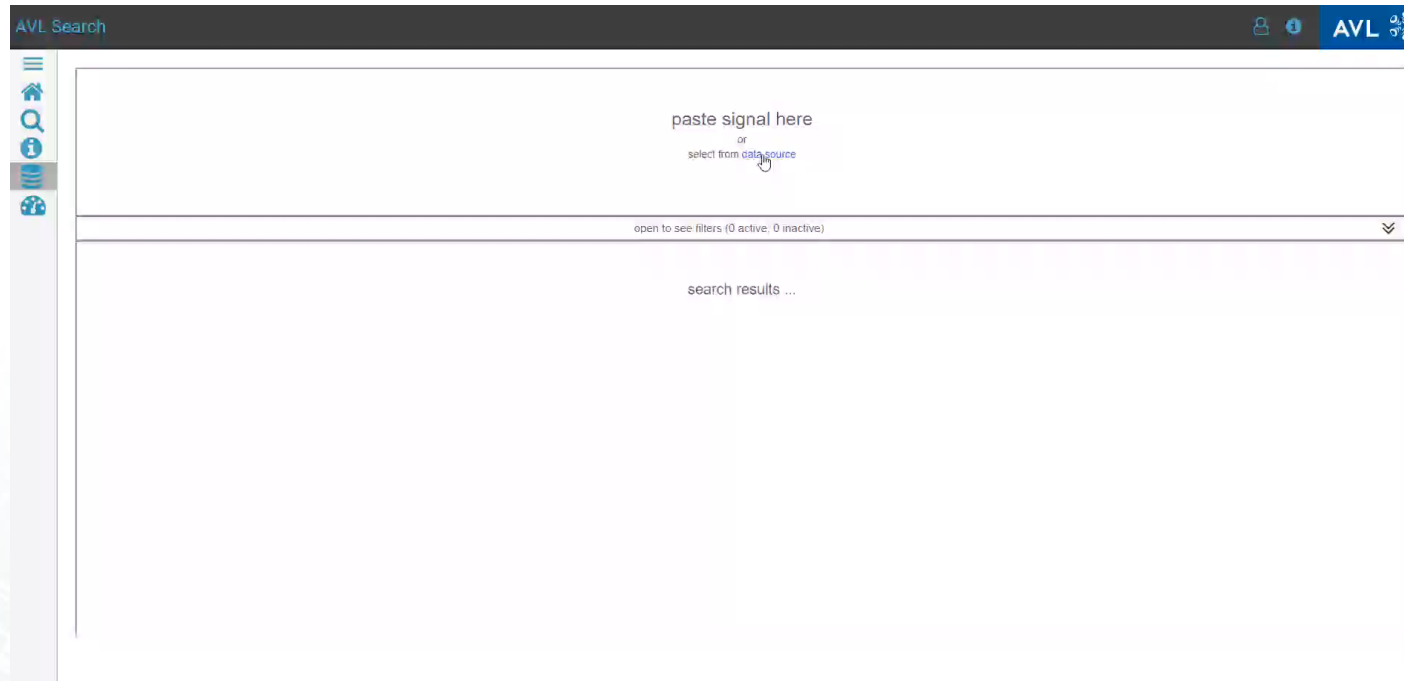 AVL Search
AVL
paste signal here
or
select from data source
open to see filters (0 active, 0 inactive)
search results ...